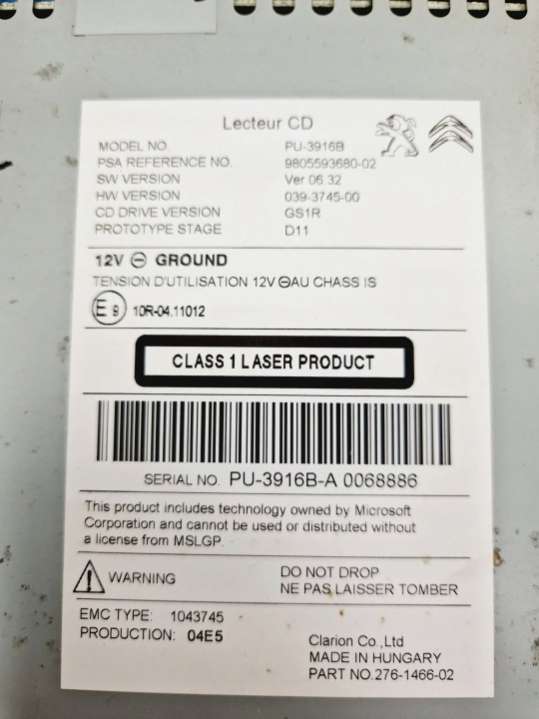 Lecteur CD
MODEL NO. PU-3916B
PSA REFERENCE NO. 9805593680-02
SW VERSION Ver 06.32
HW VERSION 039-3745-00
CD DRIVE VERSION GS1R
PROTOTYPE STAGE D11
12V ⊖ GROUND
TENSION D'UTILISATION 12V ⊖AU CHASS IS
E 9 10R-04.11012
CLASS 1 LASER PRODUCT
SERIAL NO. PU-3916B-A 0068886
This product includes technology owned by Microsoft
Corporation and cannot be used or distributed without
a license from MSLGP.
WARNING DO NOT DROP
NE PAS LAISSER TOMBER
EMC TYPE: 1043745
PRODUCTION: 04E5
Clarion Co.,Ltd
MADE IN HUNGARY
PART NO.276-1466-02